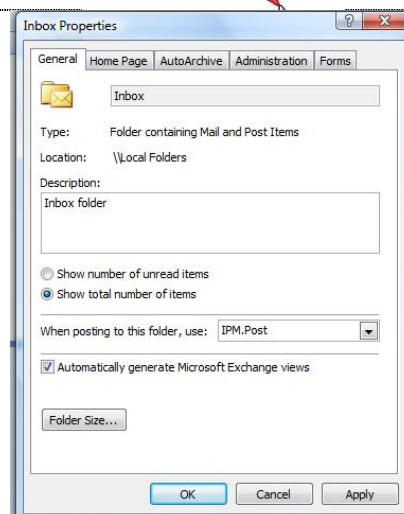 Inbox Properties
General Home Page AutoArchive Administration Forms
Inbox
Type: Folder containing Mail and Post Items
Location: \\Local Folders
Description:
Inbox folder
Show number of unread items
Show total number of items
When posting to this folder, use: IPM.Post
Automatically generate Microsoft Exchange views
Folder Size...
OK Cancel Apply